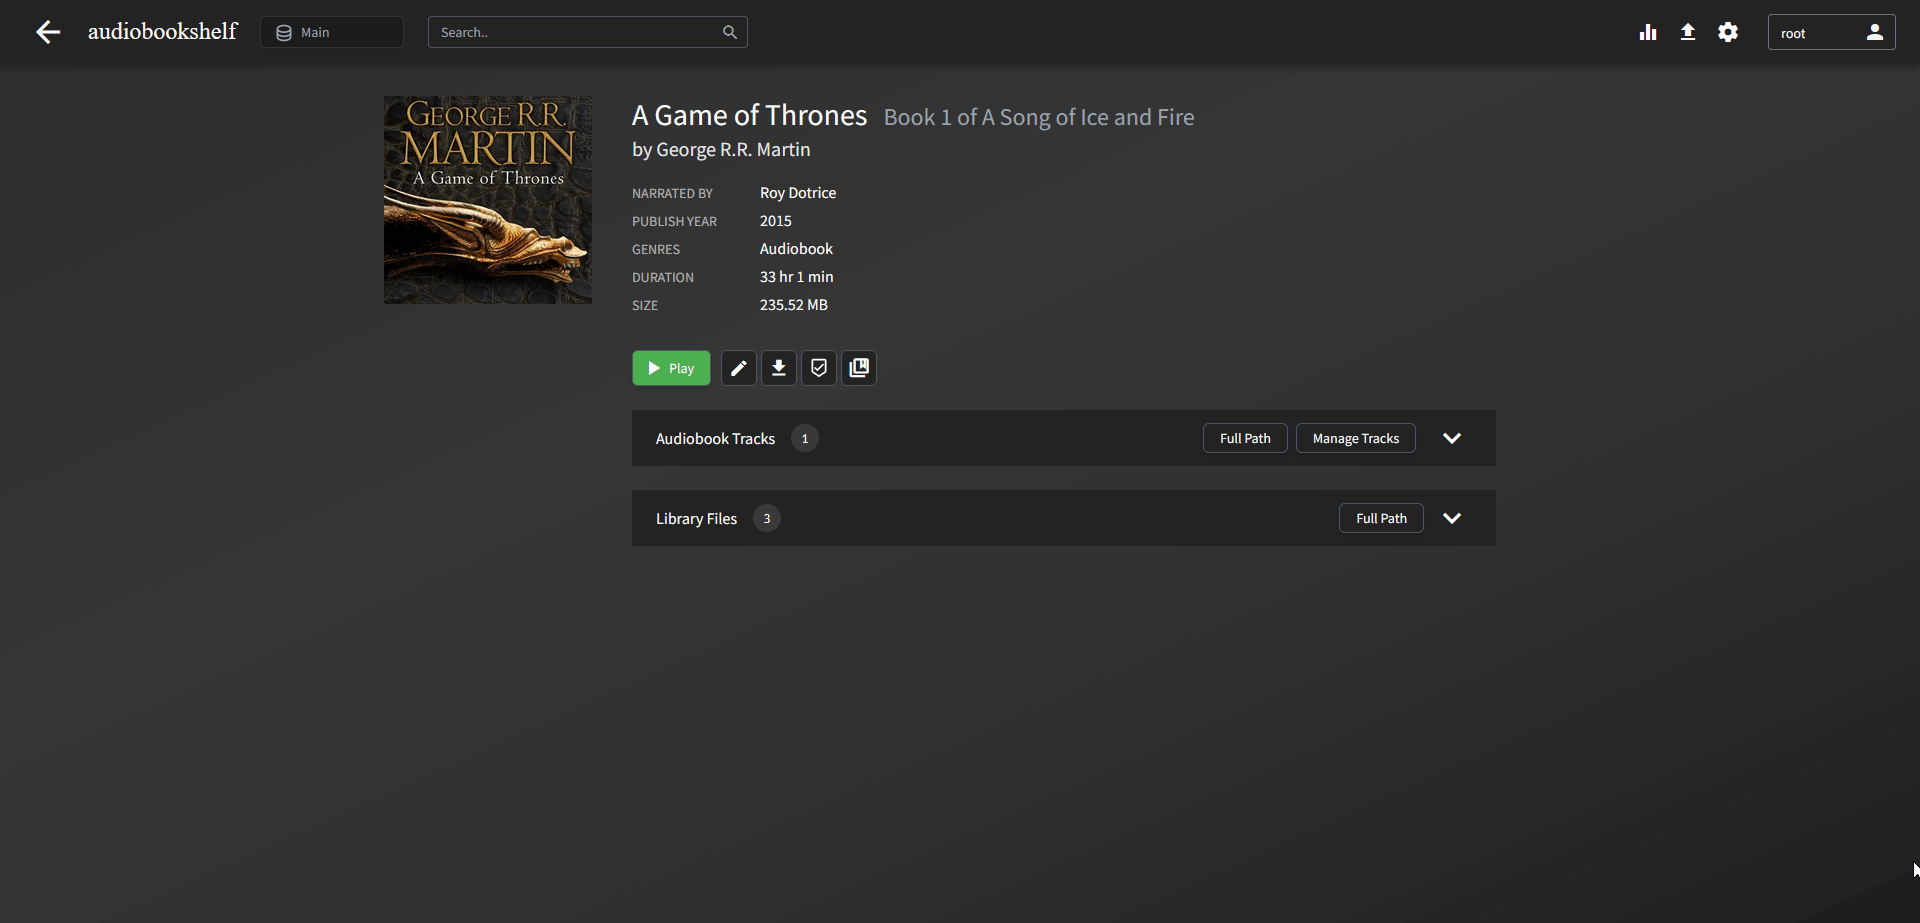 audiobookshelf
Main
Search..
root
GEORGE R.R.
MARTIN
A Game of Thrones
A Game of Thrones Book 1 of A Song of Ice and Fire
by George R.R. Martin
NARRATED BY Roy Dotrice
PUBLISH YEAR 2015
GENRES Audiobook
DURATION 33 hr 1 min
SIZE 235.52 MB
Play
Audiobook Tracks 1 Full Path Manage Tracks
Library Files 3 Full Path